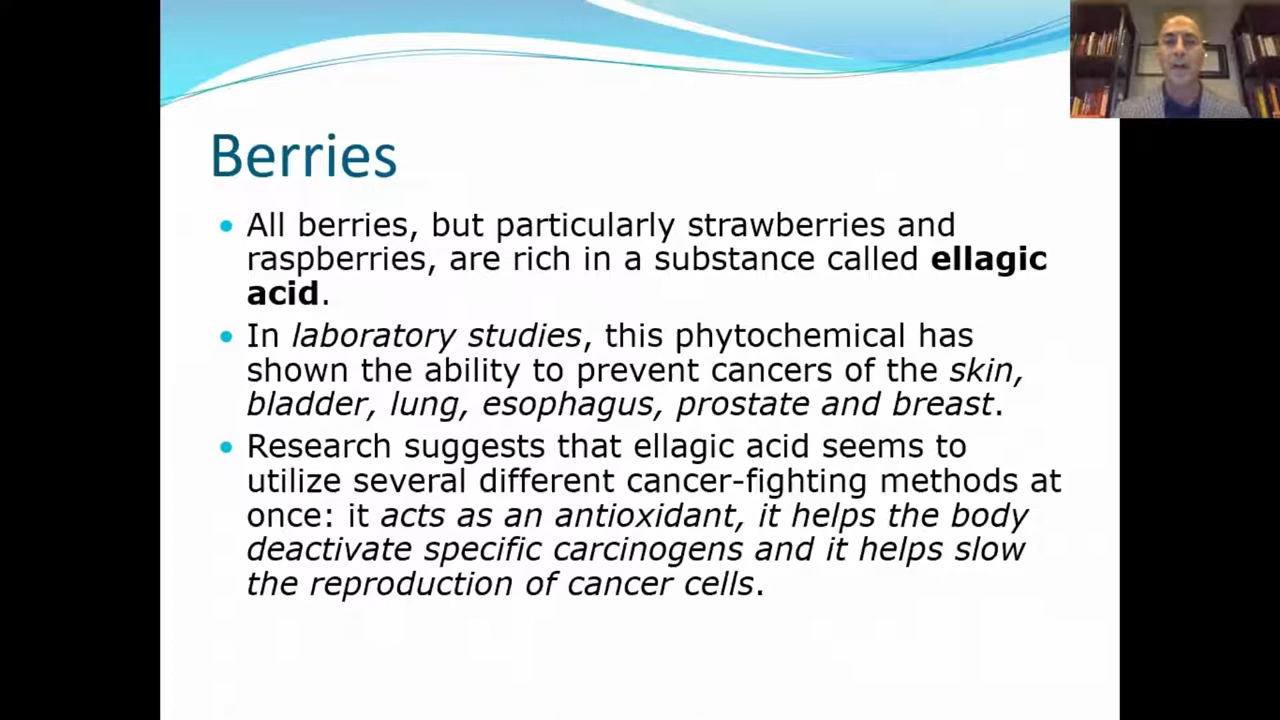 Berries
• All berries, but particularly strawberries and
raspberries, are rich in a substance called ellagic
acid.
• In laboratory studies, this phytochemical has
shown the ability to prevent cancers of the skin,
bladder, lung, esophagus, prostate and breast.
• Research suggests that ellagic acid seems to
utilize several different cancer-fighting methods at
once: it acts as an antioxidant, it helps the body
deactivate specific carcinogens and it helps slow
the reproduction of cancer cells.